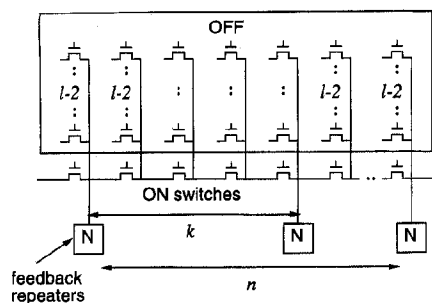 OFF
l-2 l-2 l-2 l-2
ON switches
k
N N N
feedback
repeaters
n